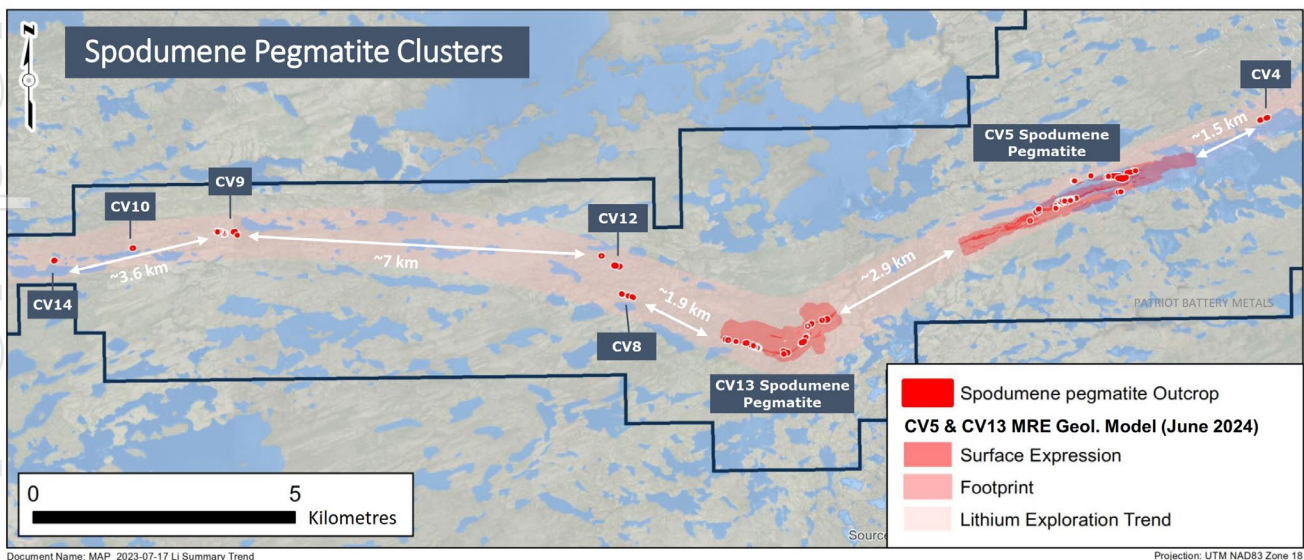 Spodumene Pegmatite Clusters
Z
CV4
~1.5 km
CV5 Spodumene
Pegmatite
CV9
CV10
CV12
~7 km
~2.9 km
~3.6 km
CV14
~1.9 km
PATRIOT BATTERY METALS
CV8
CV13 Spodumene
Pegmatite
Spodumene pegmatite Outcrop
CV5 & CV13 MRE Geol. Model (June 2024)
Surface Expression
Footprint
Lithium Exploration Trend
0 5
Kilometres
Document Name: MAP_2023-07-17 Li Summary Trend
Projection: UTM NAD83 Zone 18